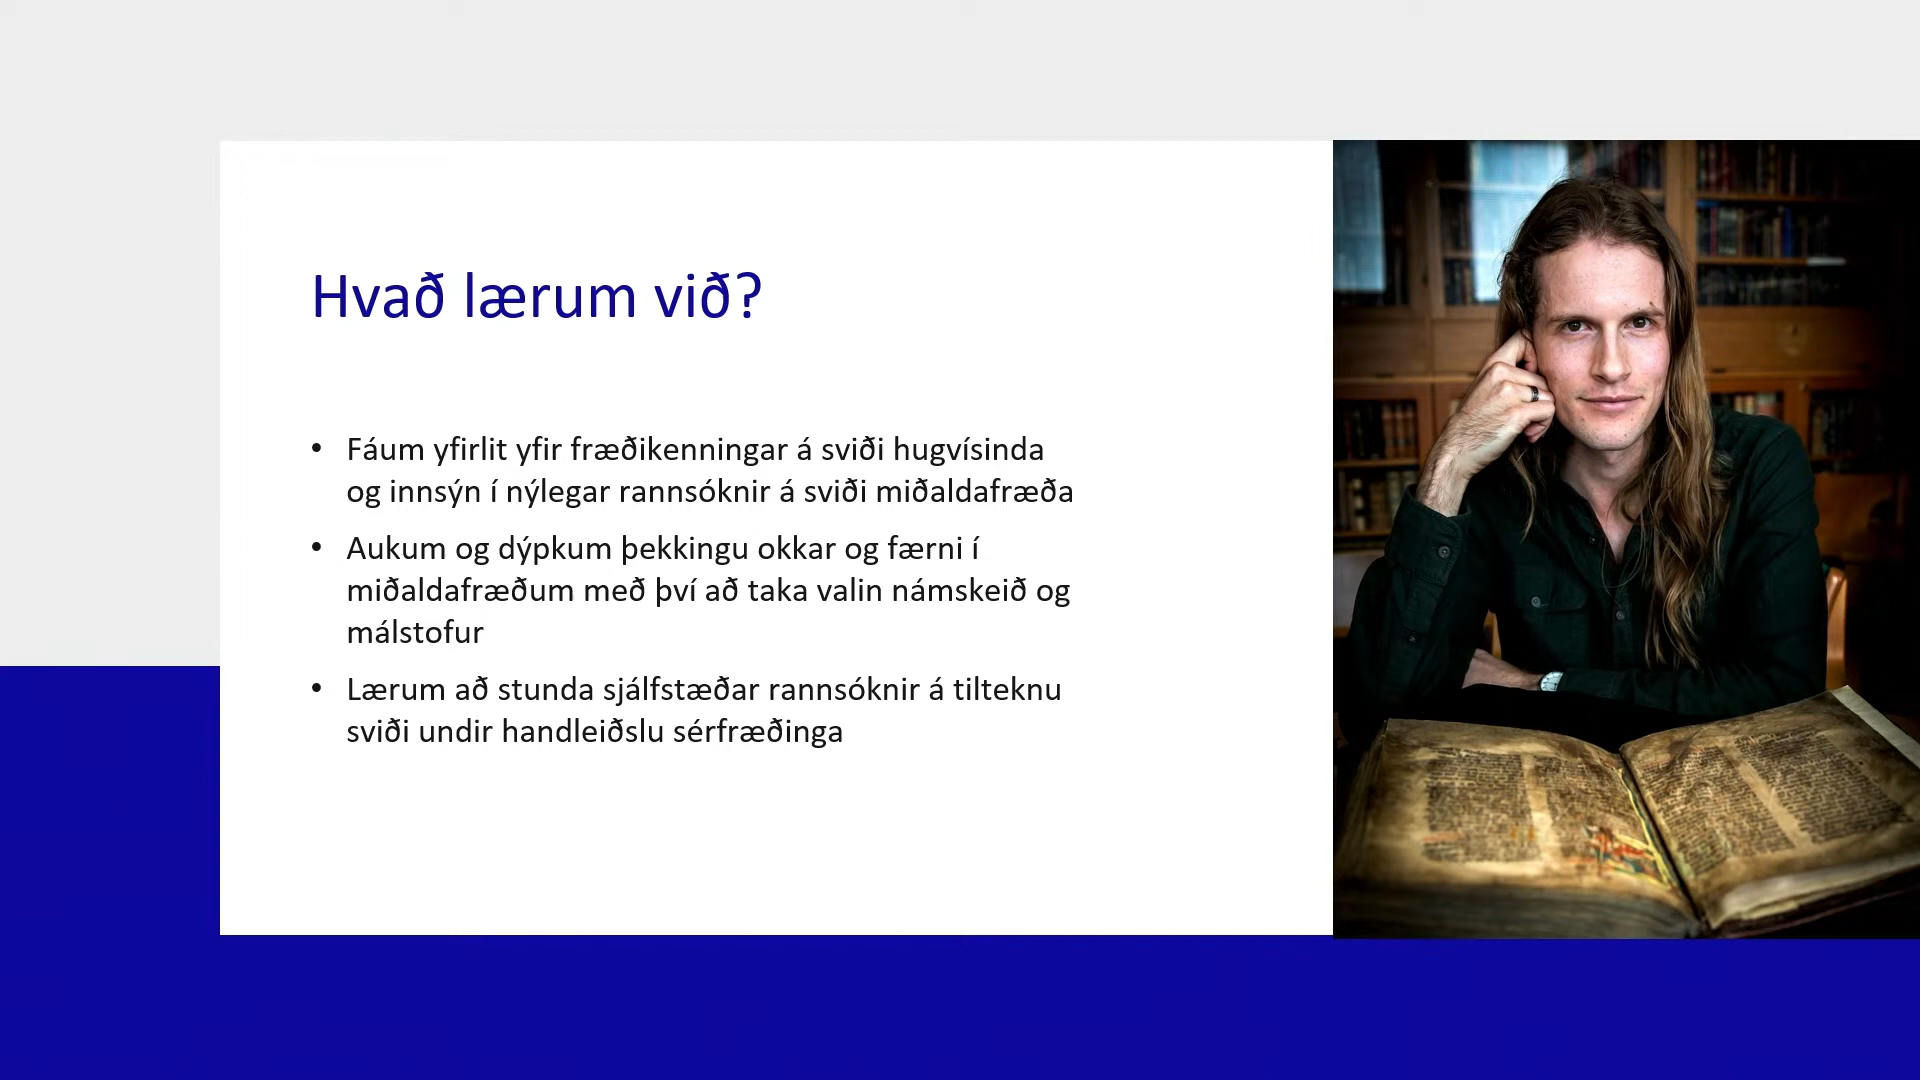 Hvað lærum við?
• Fáum yfirlit yfir fræðikenningar á sviði hugvísinda
og innsýn í nýlegar rannsóknir á sviði miðaldafræða
• Aukum og dýpkum þekkingu okkar og færni í
miðaldafræðum með því að taka valin námskeið og
málstofur
• Lærum að stunda sjálfstæðar rannsóknir á tilteknu
sviði undir handleiðslu sérfræðinga